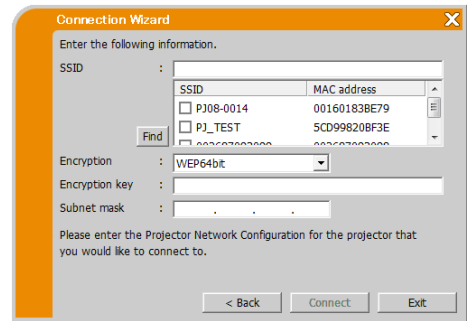 Connection Wizard
Enter the following information.
SSID :
SSID MAC address
PJ08-0014 00160183BE79
PJ_TEST 5CD99820BF3E
Find
Encryption : WEP64bit
Encryption key :
Subnet mask : . . .
Please enter the Projector Network Configuration for the projector that
you would like to connect to.
< Back Connect Exit